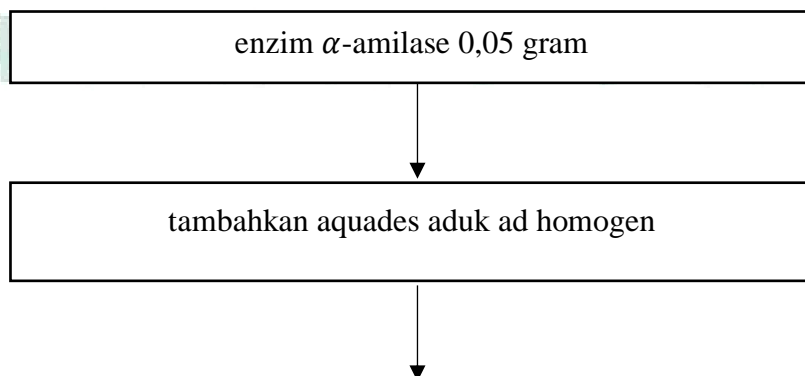 enzim 𝛼-amilase 0,05 gram
tambahkan aquades aduk ad homogen